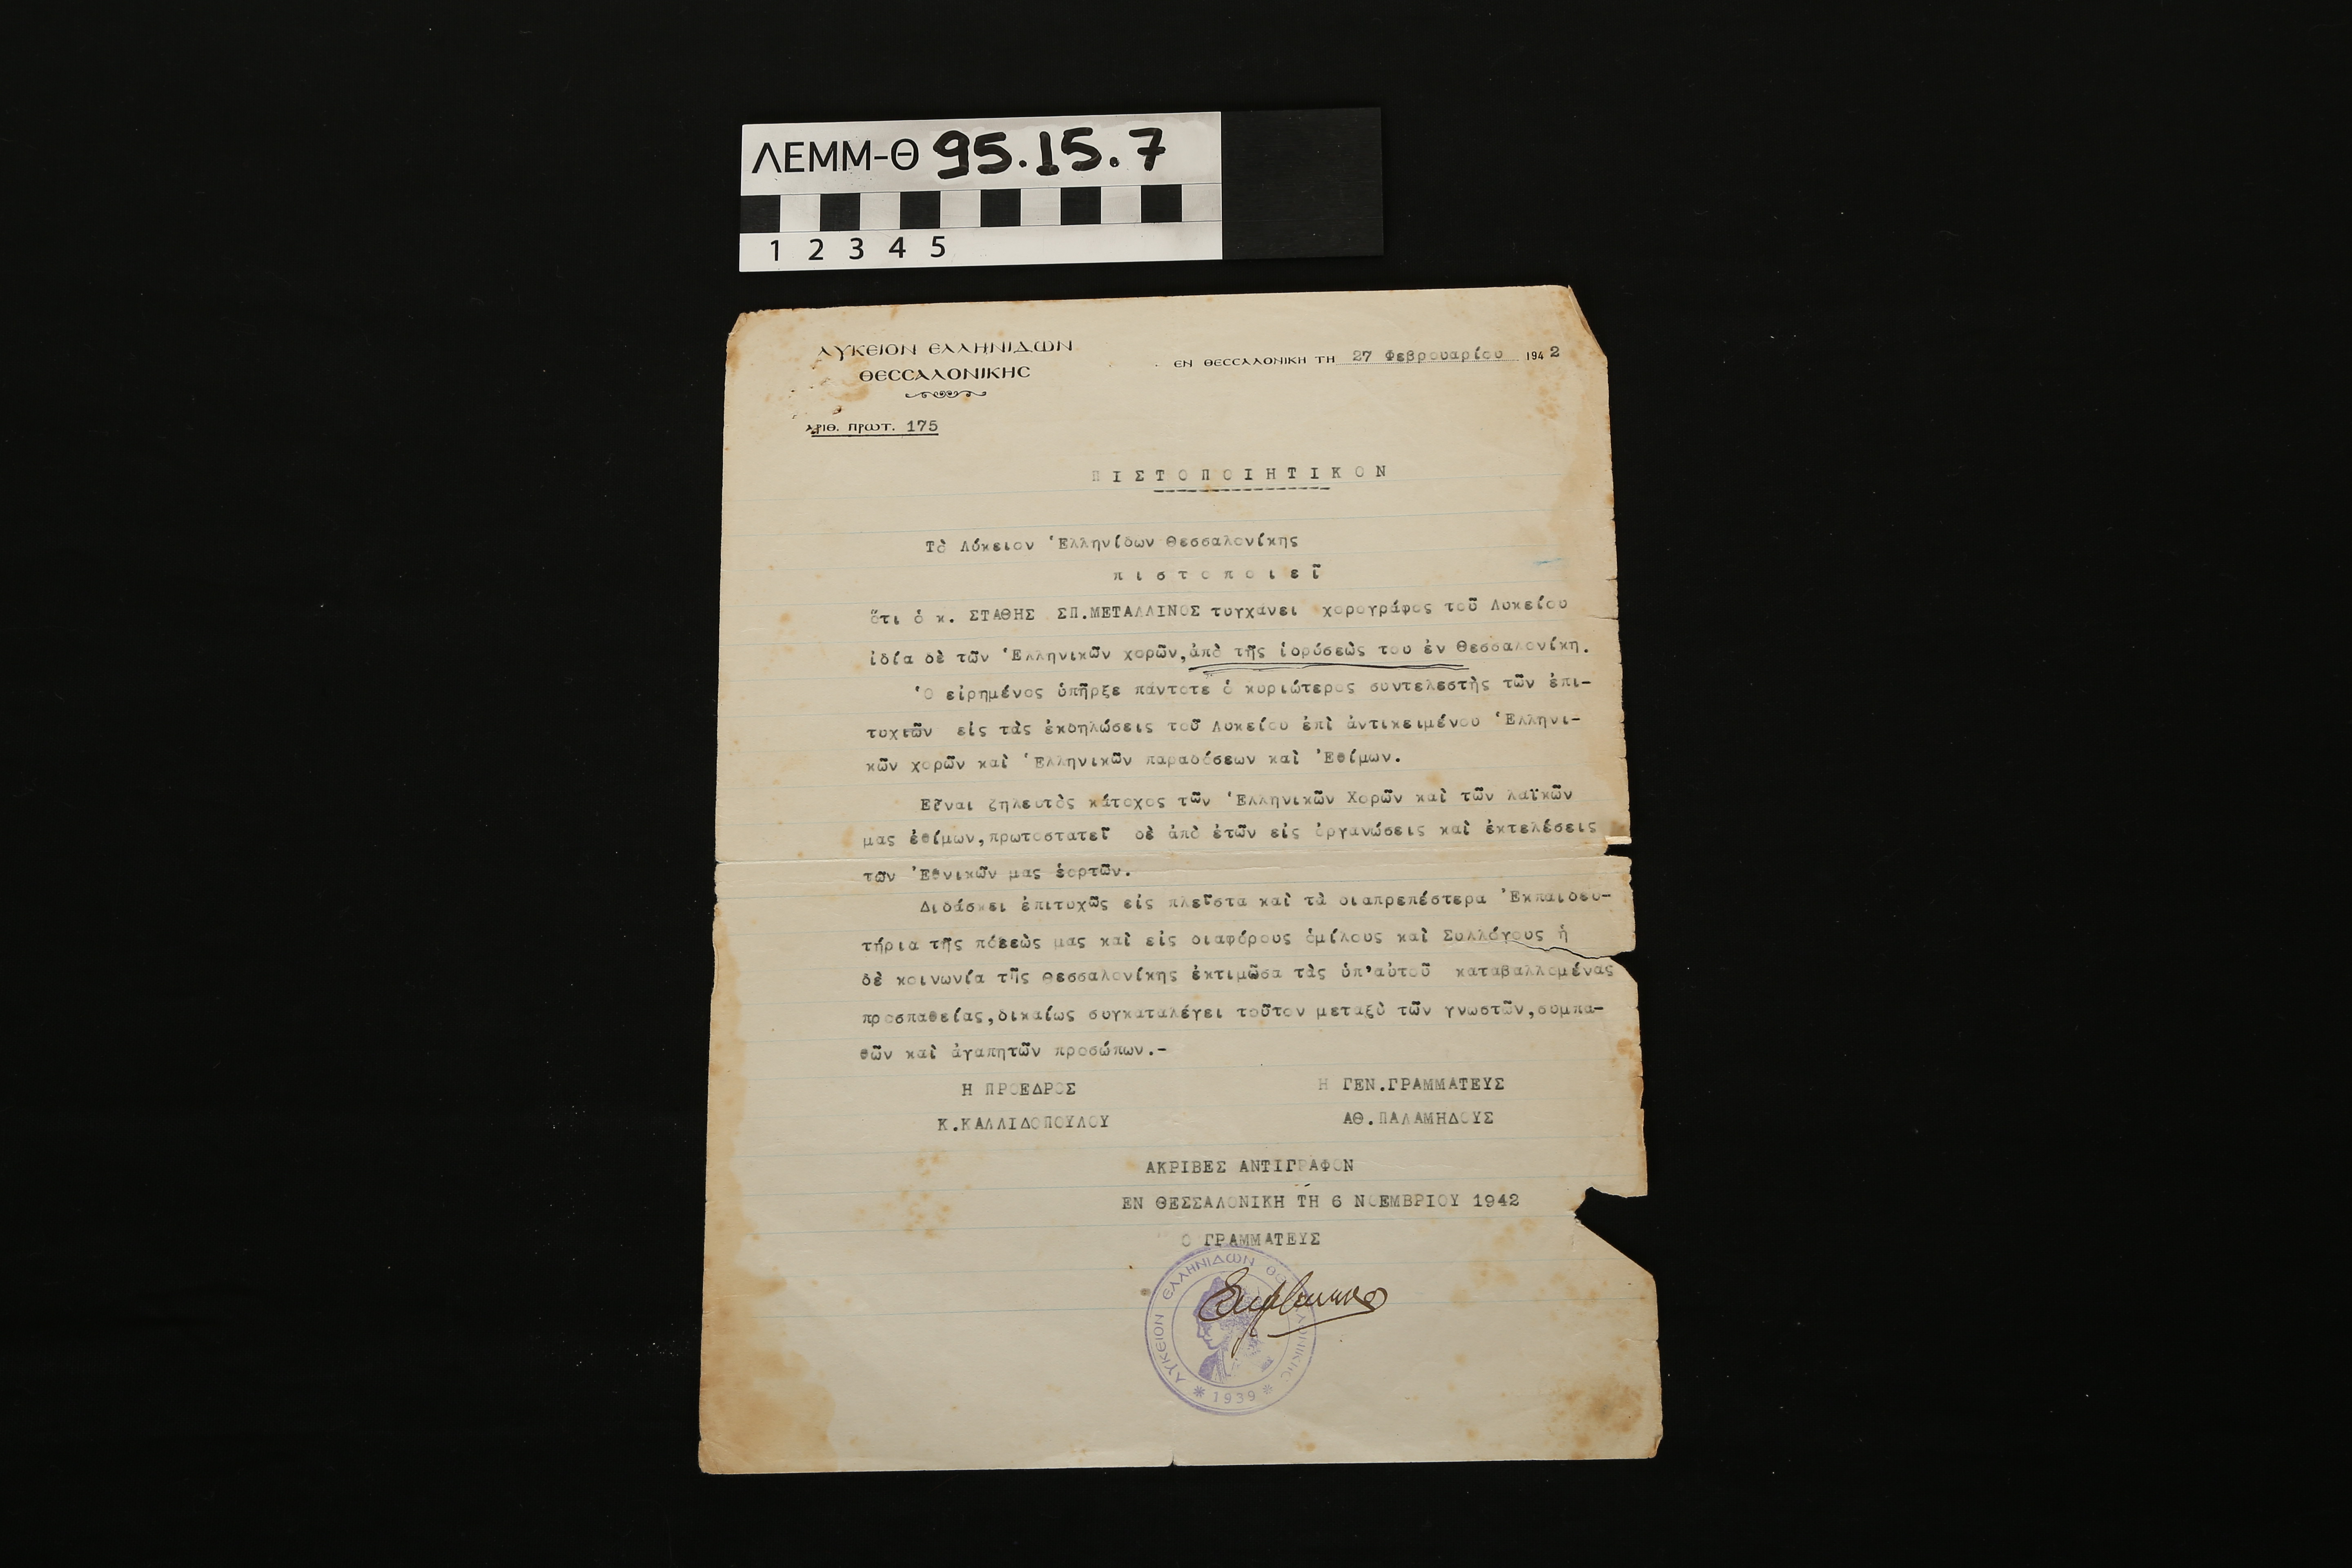 ΛΕΜΜ-Θ 95.15.7
1 2 3 4 5
ΛΥΚΕΙΟΝ ΕΛΛΗΝΙΔΩΝ
ΘΕССΑΛΟΝΙΚΗС
ΕΝ ΘΕССΑΛΟΝΙΚΗ ΤΗ 27 Φεβρουαρίου 1942
ΑΡΙΘ. ΠΡΩΤ. 175
ΠΙΣΤΟΠΟΙΗΤΙΚΟΝ
Τὸ Λύκειον Ἑλληνίδων Θεσσαλονίκης
πιστοποιεῖ
ὅτι ὁ κ. ΣΤΑΘΗΣ ΣΠ.ΜΕΤΑΛΛΙΝΟΣ τυγχάνει χορογράφος τοῦ Λυκείου
ἰδία δὲ τῶν Ἑλληνικῶν χορῶν,ἀπὸ τῆς ἱδρύσεὼς του ἐν Θεσσαλονίκη.
Ὁ εἰρημένος ὑπῆρξε πάντοτε ὁ κυριώτερος συντελεστὴς τῶν ἐπι-
τυχιῶν εἰς τὰς ἐκδηλώσεις τοῦ Λυκείου ἐπὶ ἀντικειμένου Ἑλληνι-
κῶν χορῶν καὶ Ἑλληνικῶν παραδόσεων καὶ Ἐθίμων.
Εἶναι ζηλευτὸς κάτοχος τῶν Ἑλληνικῶν Χορῶν καὶ τῶν λαϊκῶν
μας ἐθίμων,πρωτοστατεῖ δὲ ἀπὸ ἐτῶν εἰς ὀργανώσεις καὶ ἐκτελέσεις
τῶν Ἐθνικῶν μας ἑορτῶν.
Διδάσκει ἐπιτυχῶς εἰς πλεῖστα καὶ τὰ διαπρεπέστερα Ἐκπαιδευ-
τήρια τῆς πόεεὼς μας καὶ εἰς διαφόρους ὁμίλους καὶ Συλλόγους ἡ
δὲ κοινωνία τῆς Θεσσαλονίκης ἐκτιμῶσα τὰς ὑπ'αὐτοῦ καταβαλλομένας
προσπαθείας,δικαίως συγκαταλέγει τοῦτον μεταξὺ τῶν γνωστῶν,συμπα-
θῶν καὶ ἀγαπητῶν προσώπων.-
Η ΠΡΟΕΔΡΟΣ
Η ΓΕΝ.ΓΡΑΜΜΑΤΕΥΣ
Κ.ΚΑΛΛΙΔΟΠΟΥΛΟΥ
ΑΘ.ΠΑΛΑΜΗΔΟΥΣ
ΑΚΡΙΒΕΣ ΑΝΤΙΓΡΑΦΟΝ
ΕΝ ΘΕΣΣΑΛΟΝΙΚΗ ΤΗ 6 ΝΟΕΜΒΡΙΟΥ 1942
Ο ΓΡΑΜΜΑΤΕΥΣ
ΛΥΚΕΙΟΝ ΕΛΛΗΝΙΔΩΝ
1939